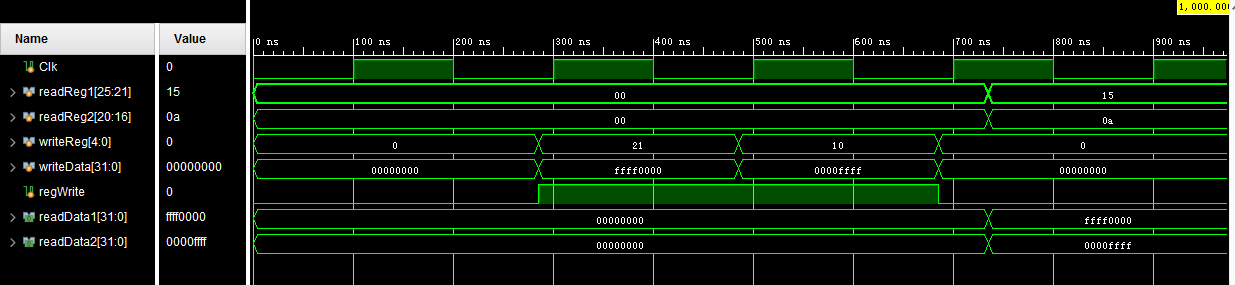 1,000.000
Name Value
0 ns 100 ns 200 ns 300 ns 400 ns 500 ns 600 ns 700 ns 800 ns 900 ns
Clk 0
readReg1[25:21] 15 00 15
readReg2[20:16] 0a 00 0a
writeReg[4:0] 0 0 21 10 0
writeData[31:0] 00000000 00000000 ffff0000 0000ffff 00000000
regWrite 0
readData1[31:0] ffff0000 00000000 ffff0000
readData2[31:0] 0000ffff 00000000 0000ffff